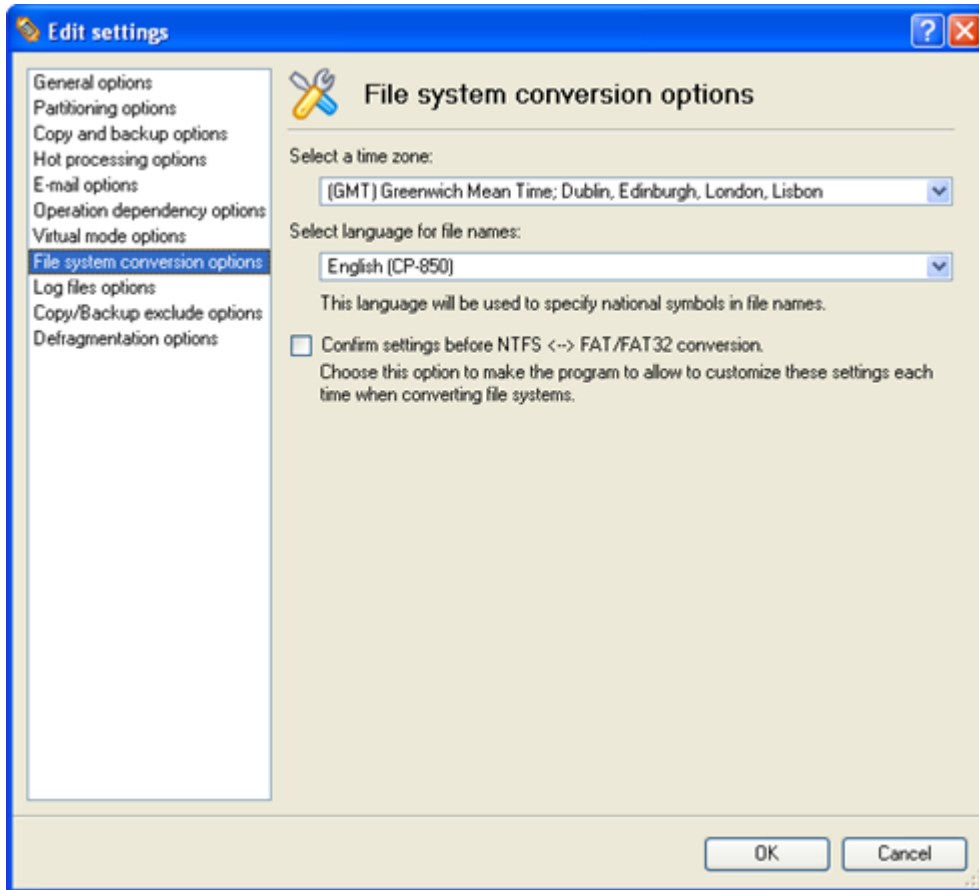 Edit settings
General options
Partitioning options
Copy and backup options
Hot processing options
E-mail options
Operation dependency options
Virtual mode options
File system conversion options
Log files options
Copy/Backup exclude options
Defragmentation options
File system conversion options
Select a time zone:
(GMT) Greenwich Mean Time; Dublin, Edinburgh, London, Lisbon
Select language for file names:
English (CP-850)
This language will be used to specify national symbols in file names.
Confirm settings before NTFS <--> FAT/FAT32 conversion.
Choose this option to make the program to allow to customize these settings each
time when converting file systems.
OK
Cancel